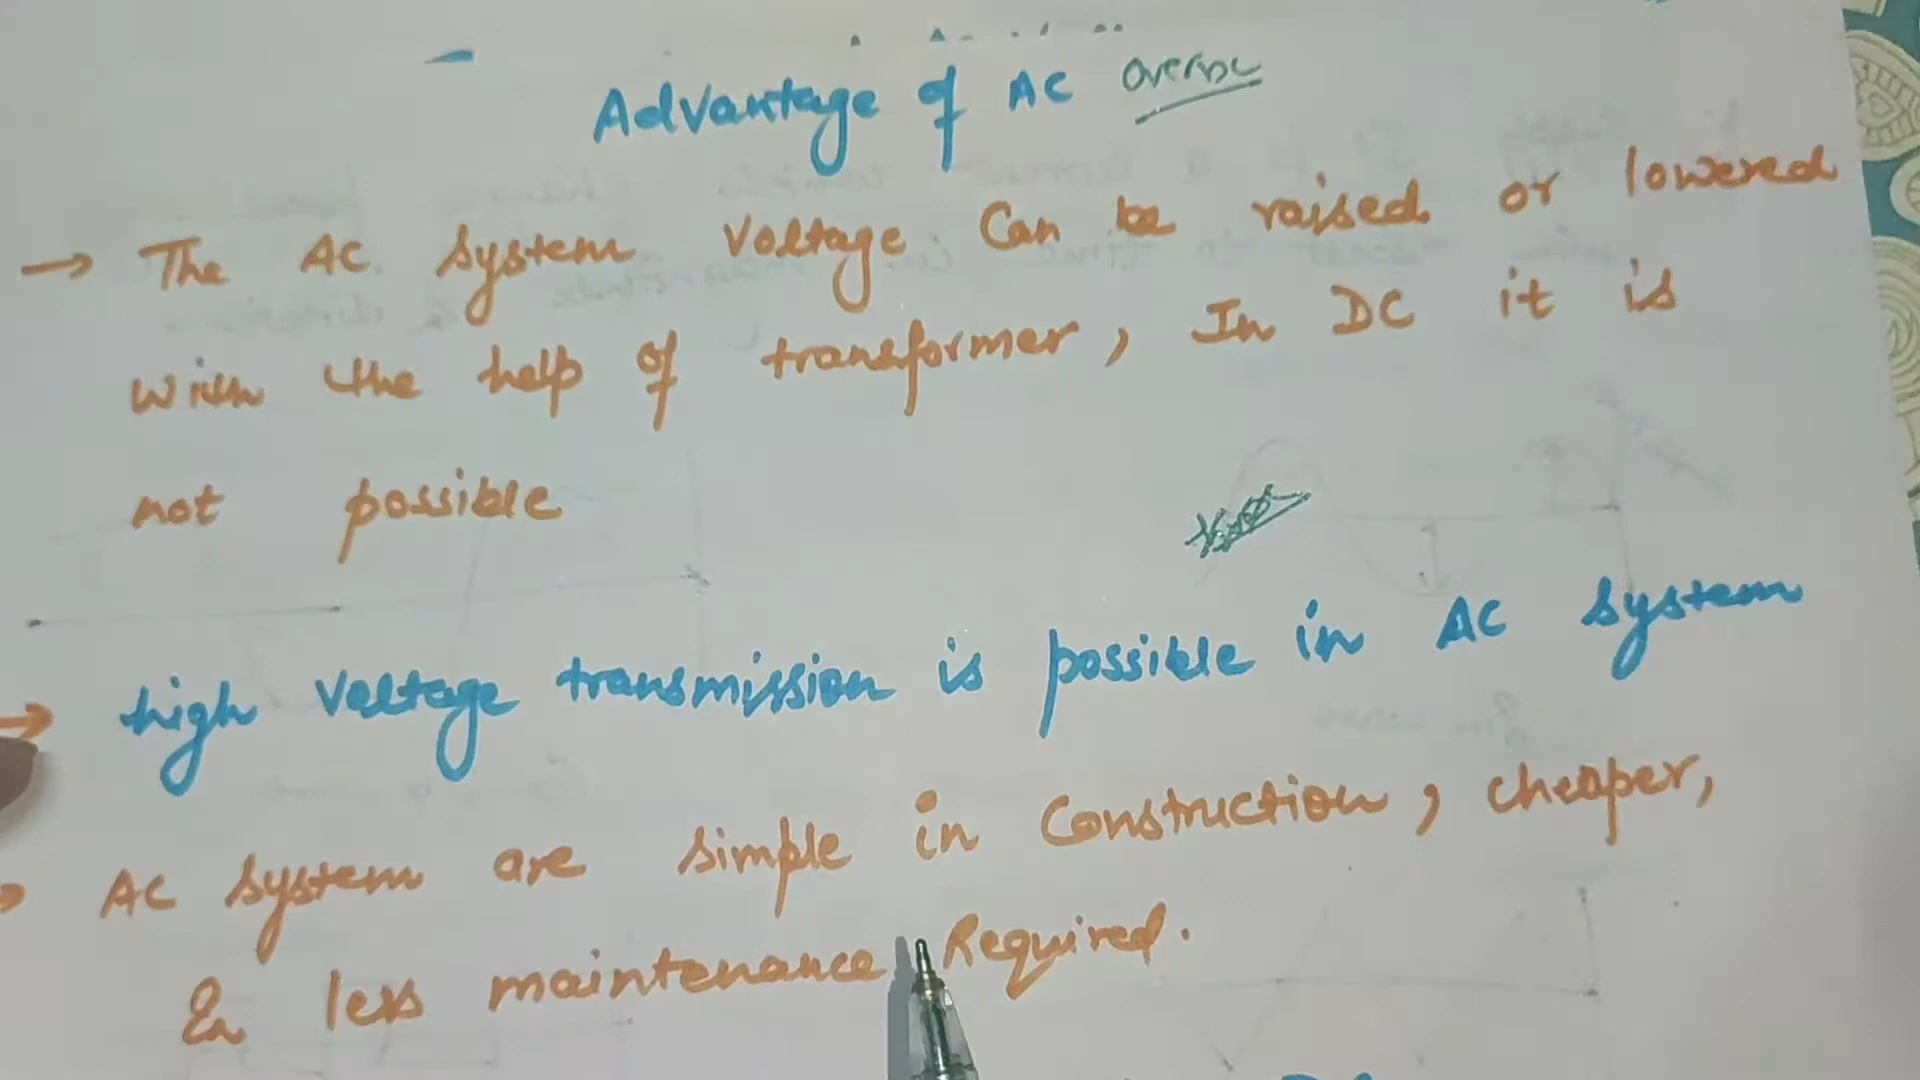 Advantage of AC over DC
→ The AC system Voltage Can be raised or lowered
with the help of transformer, In DC it is
not possible
→ high Voltage transmission is possible in AC system
→ AC system are simple in Construction, cheaper,
& less maintenance Required.